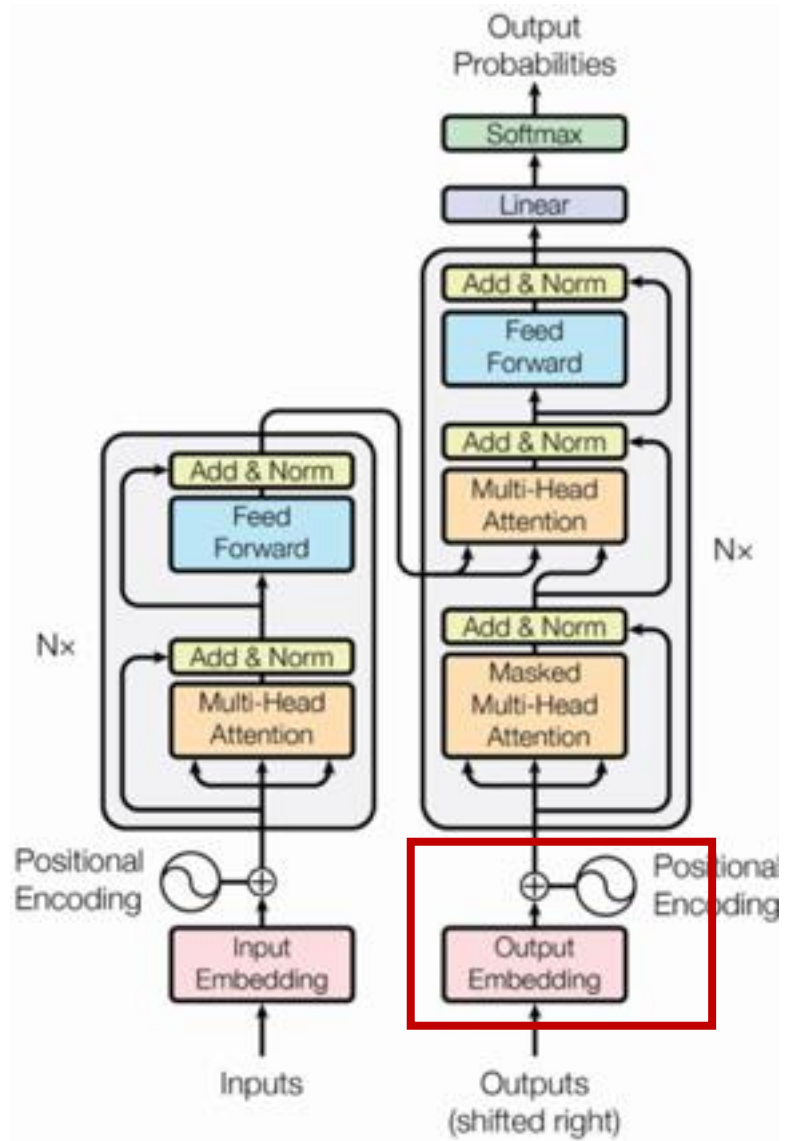 Output
Probabilities
Softmax
Linear
Add & Norm
Feed
Forward
Add & Norm
Multi-Head
Attention
Nx
Add & Norm
Masked
Multi-Head
Attention
Add & Norm
Feed
Forward
Nx
Add & Norm
Multi-Head
Attention
Positional
Encoding
Input
Embedding
Inputs
Positional
Encoding
Output
Embedding
Outputs
(shifted right)